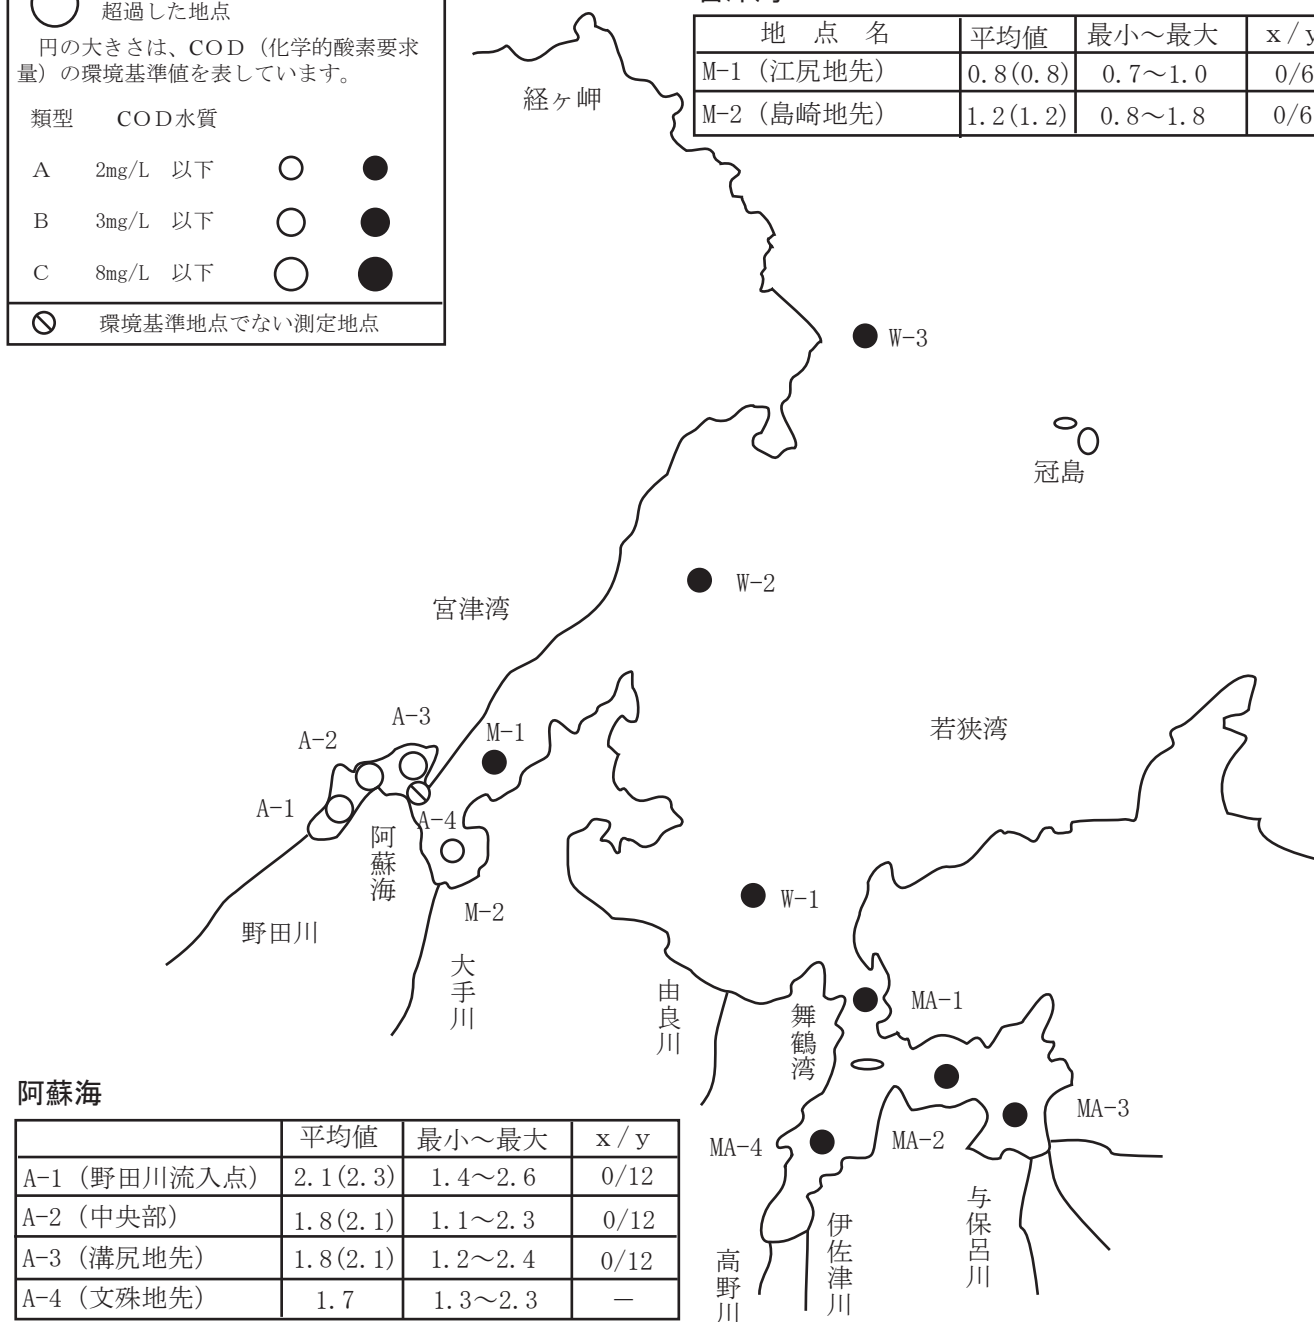 超過した地点
円の大きさは、COD（化学的酸素要求
量）の環境基準値を表しています。
類型 COD水質
A 2mg/L 以下
B 3mg/L 以下
C 8mg/L 以下
環境基準地点でない測定地点
地 点 名 平均値 最小～最大 x/y
M-1（江尻地先） 0.8(0.8) 0.7～1.0 0/6
M-2（島崎地先） 1.2(1.2) 0.8～1.8 0/6
経ヶ岬
W-3
冠島
W-2
宮津湾
若狭湾
A-3
A-2
M-1
A-1
A-4
阿蘇海
W-1
M-2
野田川
大手川
由良川
舞鶴湾
MA-1
MA-3
MA-2
MA-4
与保呂川
伊佐津川
高野川
阿蘇海
平均値 最小～最大 x/y
A-1（野田川流入点） 2.1(2.3) 1.4～2.6 0/12
A-2（中央部） 1.8(2.1) 1.1～2.3 0/12
A-3（溝尻地先） 1.8(2.1) 1.2～2.4 0/12
A-4（文殊地先） 1.7 1.3～2.3 －